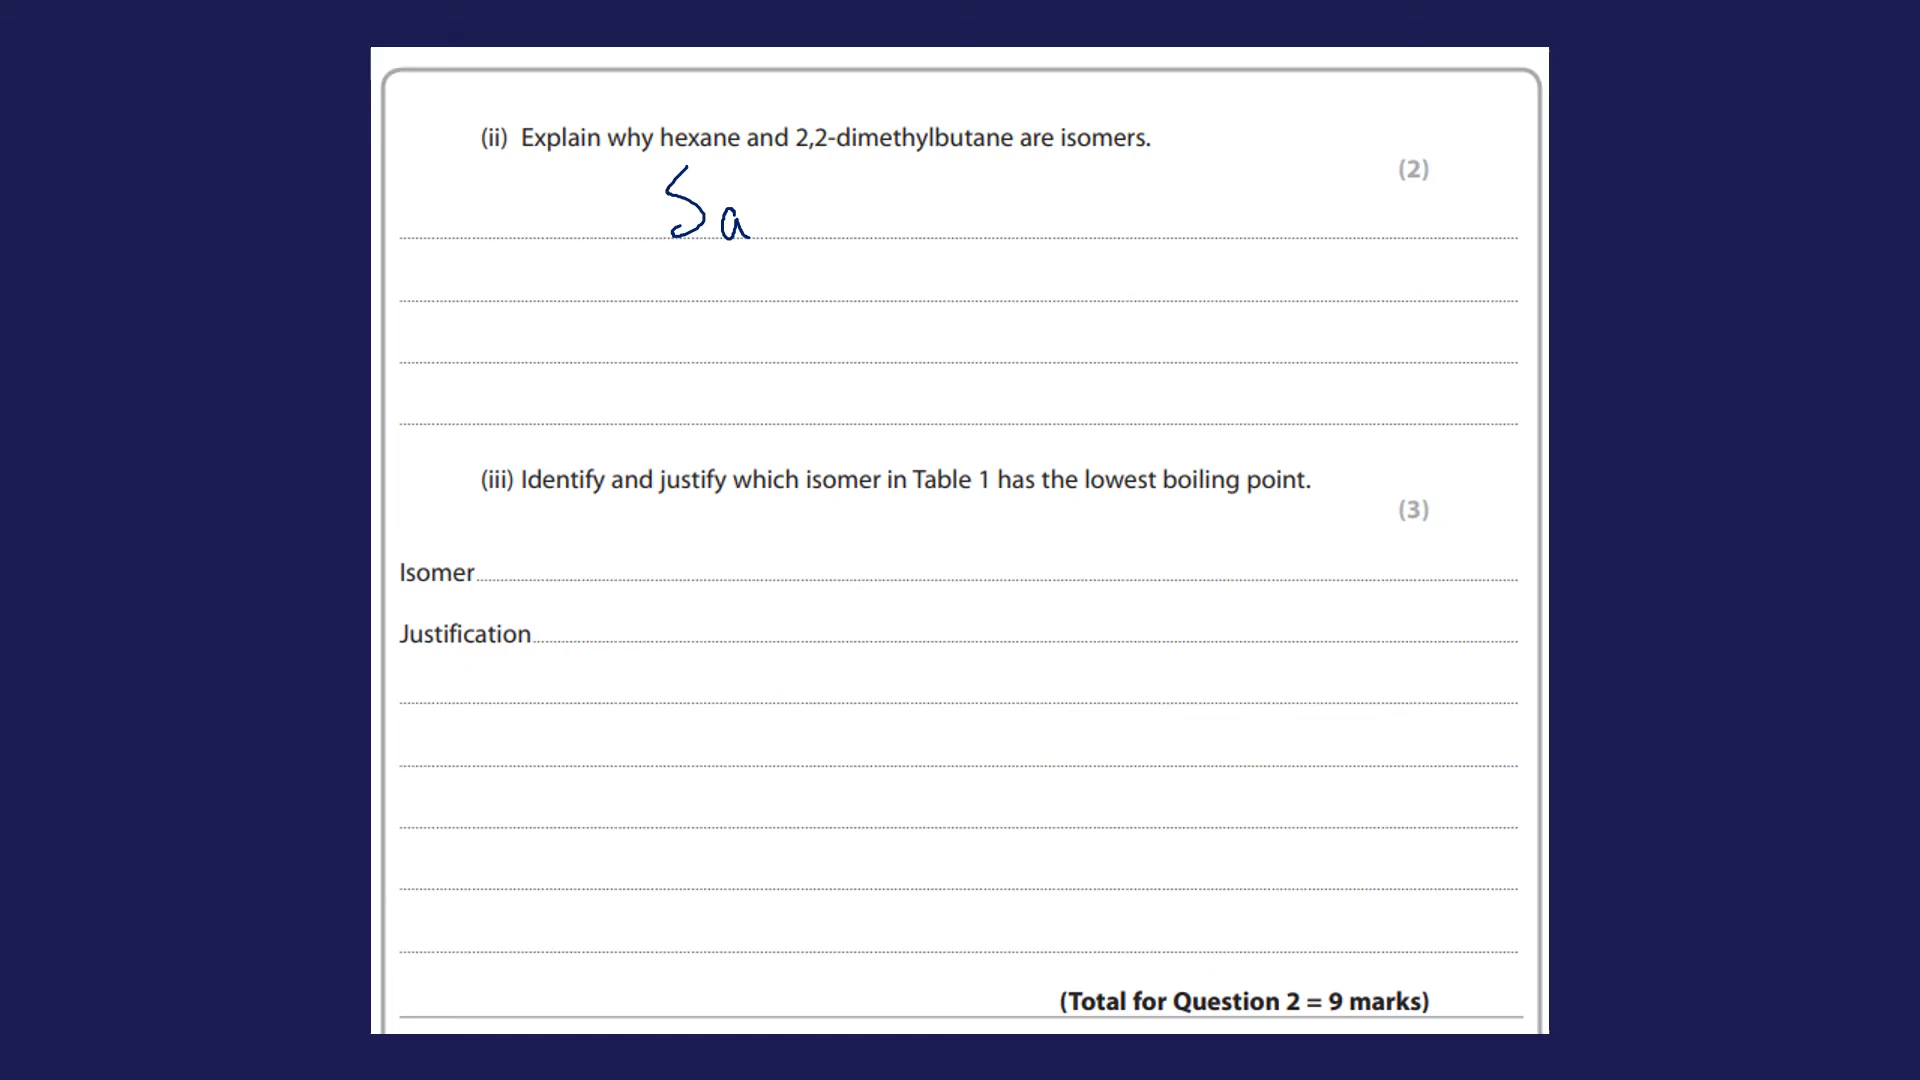 (ii) Explain why hexane and 2,2-dimethylbutane are isomers.
(2)
Sa
(iii) Identify and justify which isomer in Table 1 has the lowest boiling point.
(3)
Isomer
Justification
(Total for Question 2 = 9 marks)